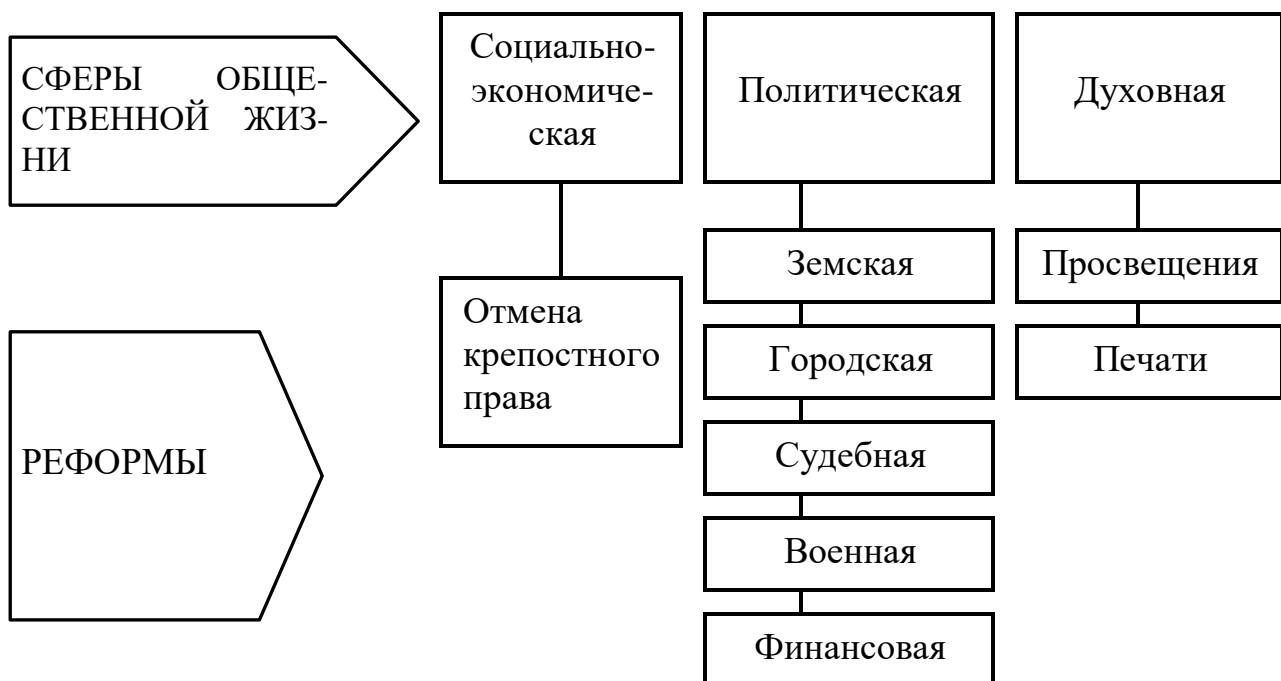 СФЕРЫ ОБЩЕ-
СТВЕННОЙ ЖИЗ-
НИ
Социально-
экономиче-
ская
Политическая
Духовная
РЕФОРМЫ
Отмена
крепостного
права
Земская
Городская
Судебная
Военная
Финансовая
Просвещения
Печати